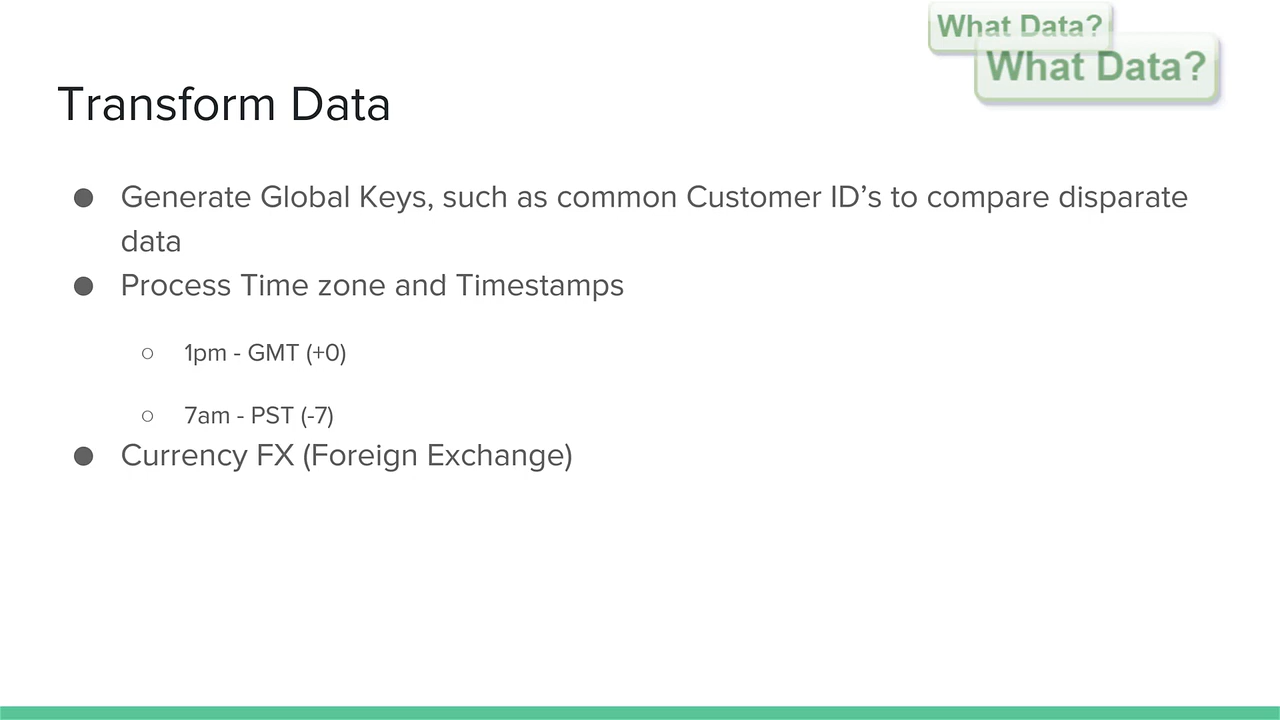 What Data?
What Data?
Transform Data
● Generate Global Keys, such as common Customer ID’s to compare disparate
data
● Process Time zone and Timestamps
○ 1pm - GMT (+0)
○ 7am - PST (-7)
● Currency FX (Foreign Exchange)